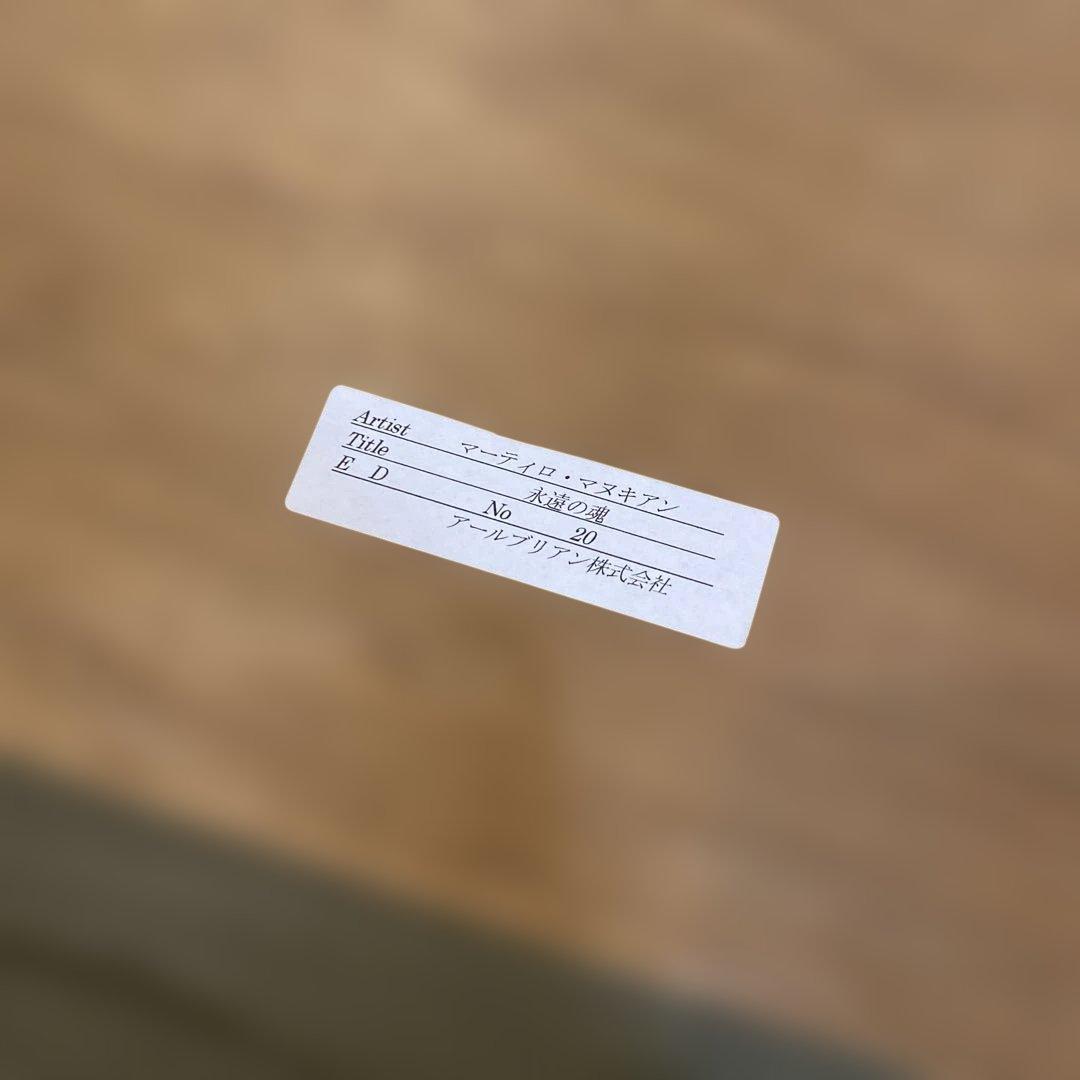 Artist マーティロ・マヌキアン
Title 永遠の魂
E D No 20
アールブリアン株式会社